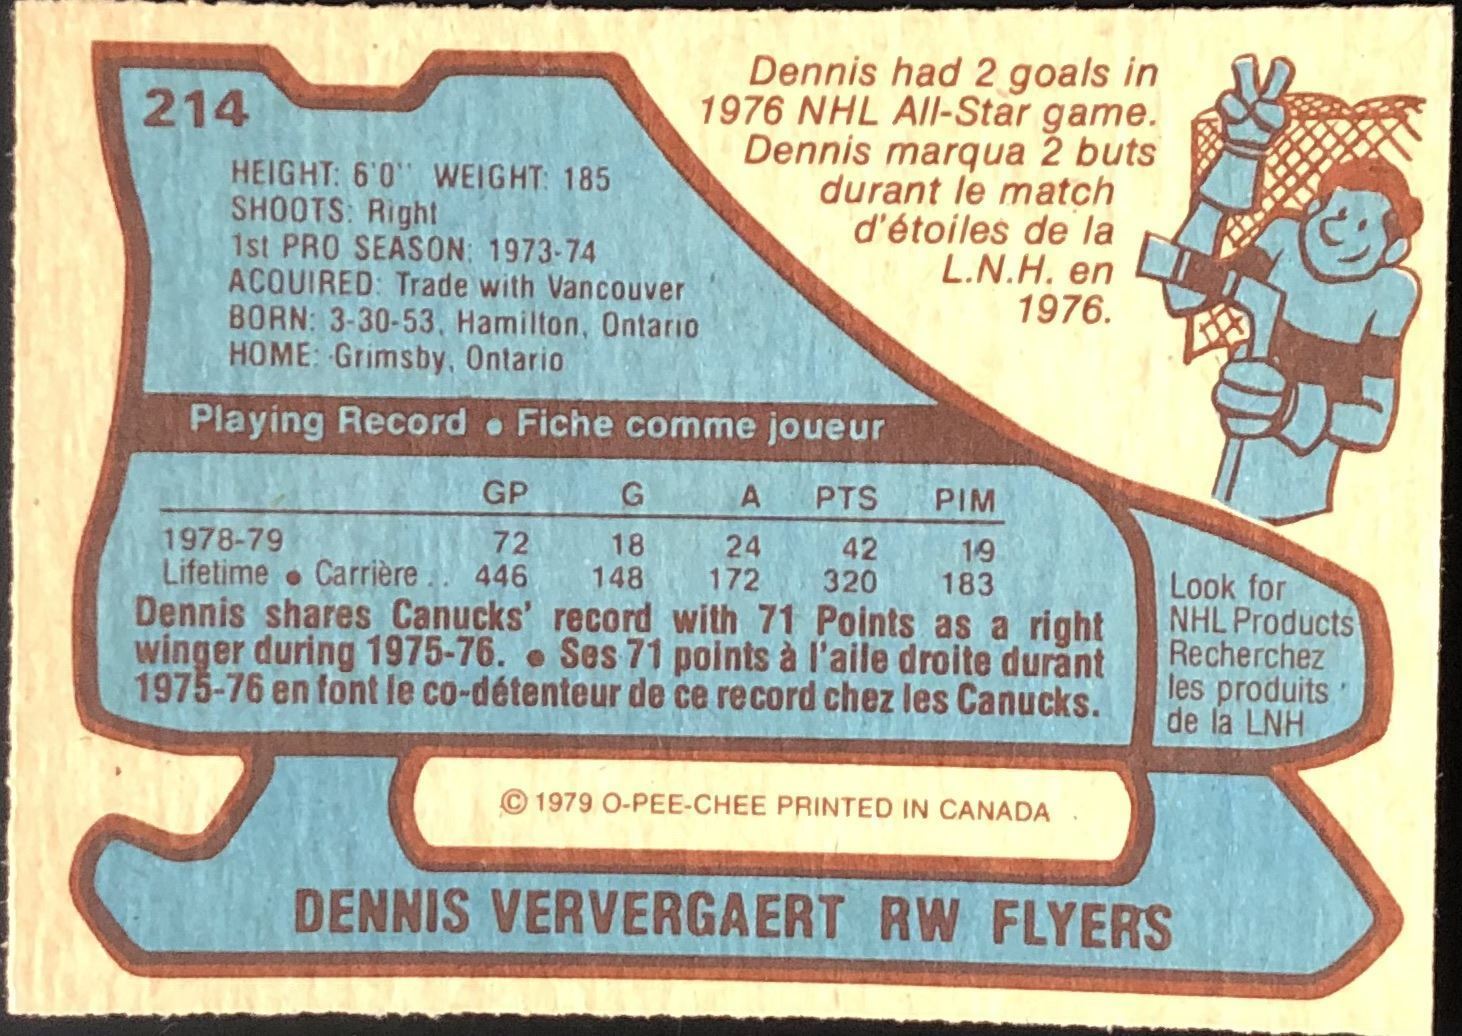 214
Dennis had 2 goals in
1976 NHL All-Star game.
Dennis marqua 2 buts
durant le match
d'étoiles de la
L.N.H. en
1976.
HEIGHT: 6'0" WEIGHT: 185
SHOOTS: Right
1st PRO SEASON: 1973-74
ACQUIRED: Trade with Vancouver
BORN: 3-30-53, Hamilton, Ontario
HOME: Grimsby, Ontario
Playing Record • Fiche comme joueur
GP G A PTS PIM
1978-79 72 18 24 42 19
Lifetime • Carrière .. 446 148 172 320 183
Dennis shares Canucks' record with 71 Points as a right
winger during 1975-76. • Ses 71 points à l'aile droite durant
1975-76 en font le co-détenteur de ce record chez les Canucks.
Look for
NHL Products
Recherchez
les produits
de la LNH
© 1979 O-PEE-CHEE PRINTED IN CANADA
DENNIS VERVERGAERT RW FLYERS